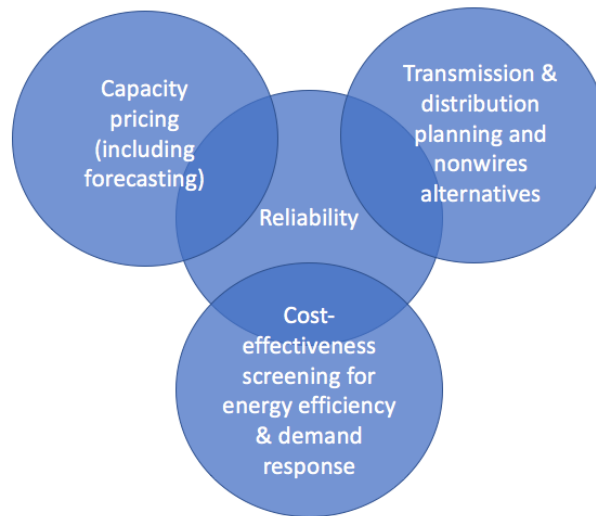 Capacity
pricing
(including
forecasting)
Transmission &
distribution
planning and
nonwires
alternatives
Reliability
Cost-
effectiveness
screening for
energy efficiency
& demand
response